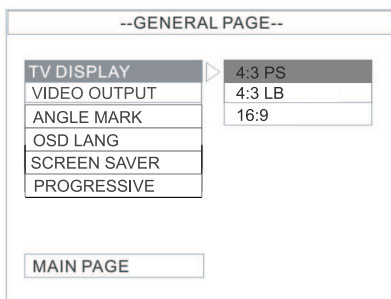 --GENERAL PAGE--
TV DISPLAY
4:3 PS
VIDEO OUTPUT
4:3 LB
ANGLE MARK
16:9
OSD LANG
SCREEN SAVER
PROGRESSIVE
MAIN PAGE